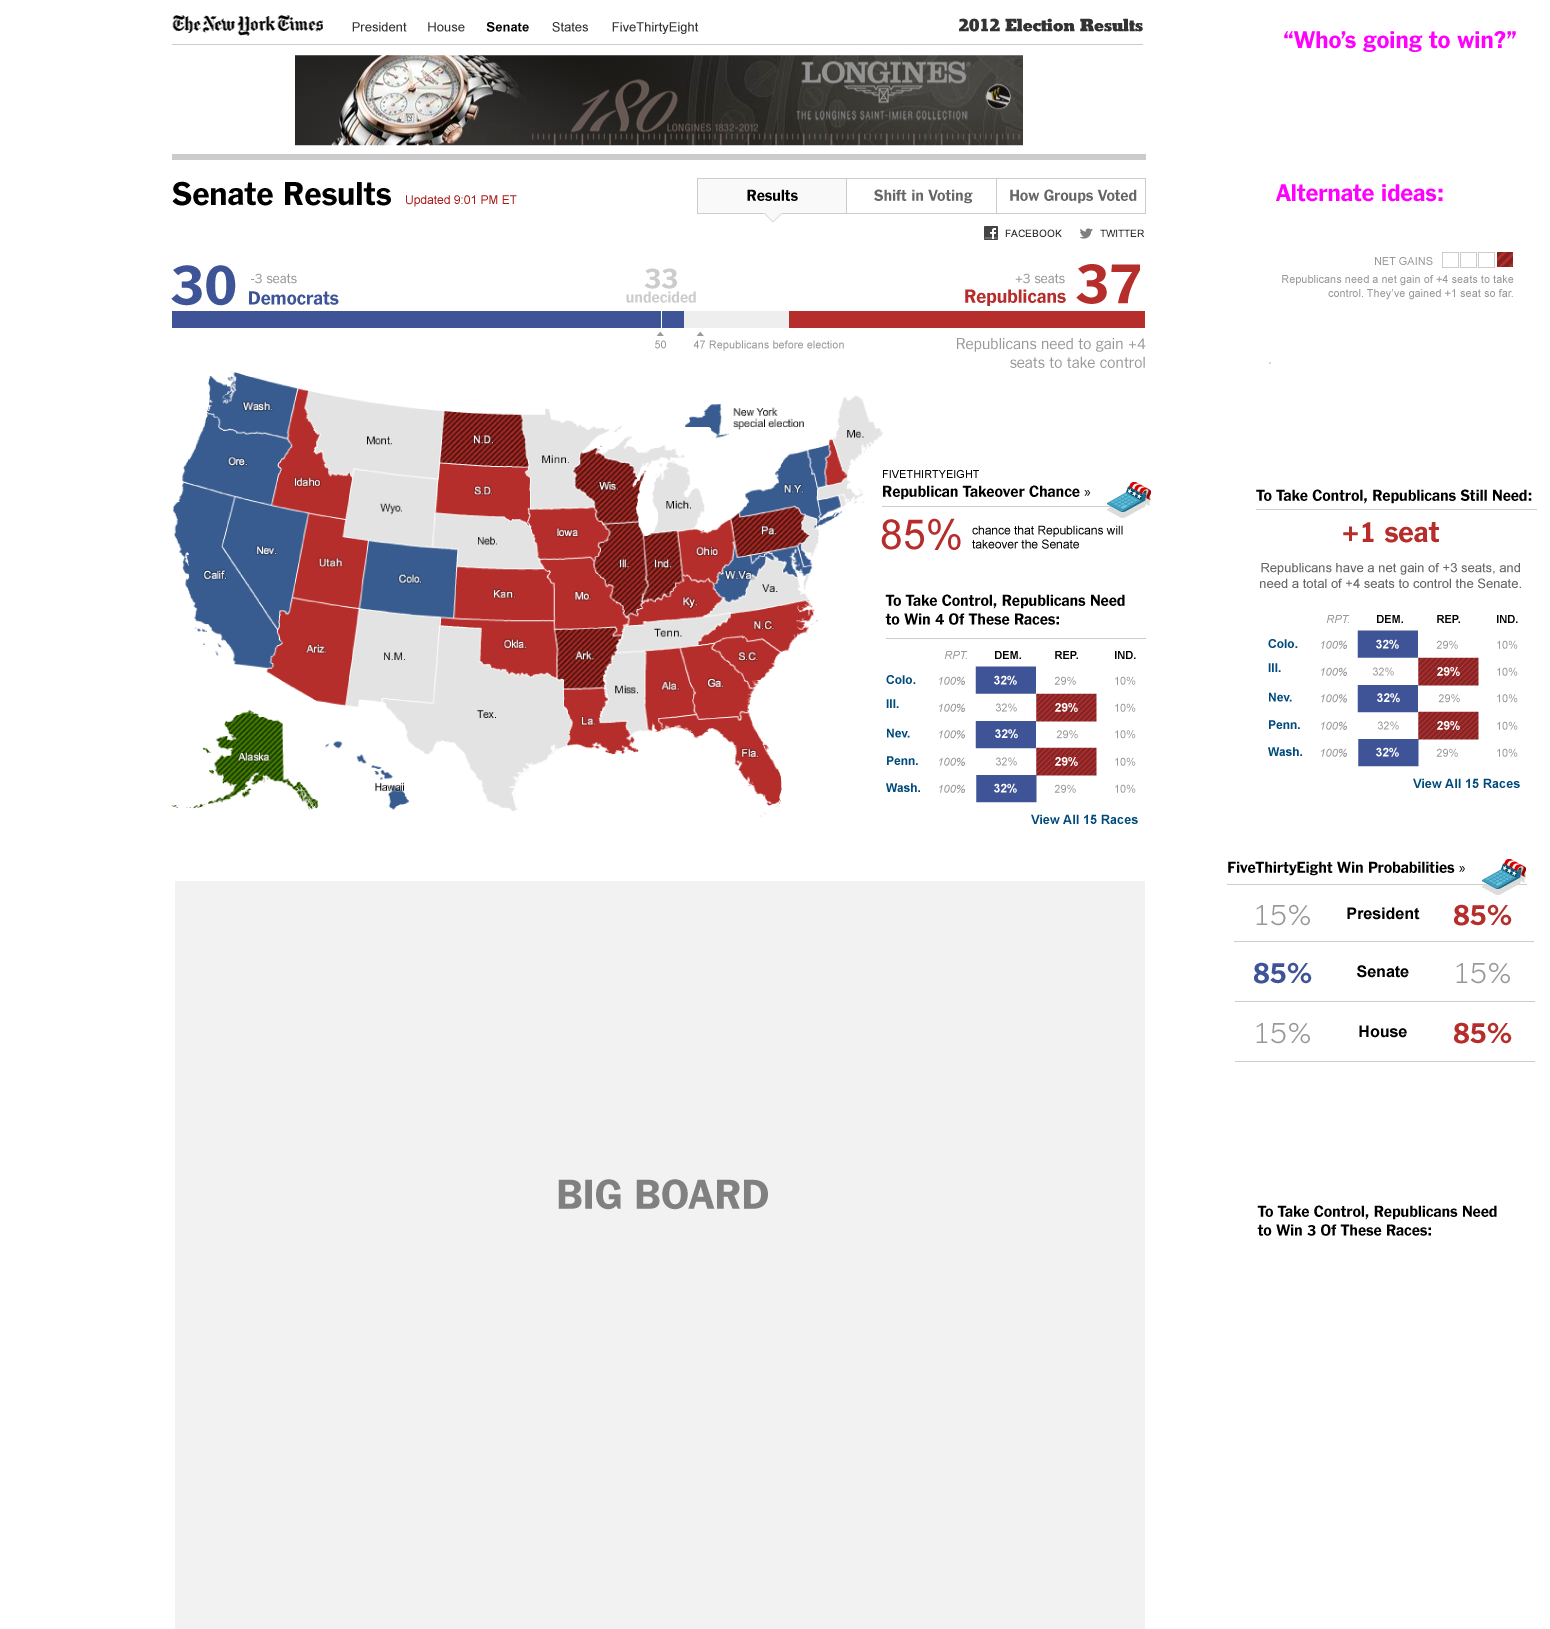 The New York Times
President House Senate States FiveThirtyEight
2012 Election Results
“Who’s going to win?”
180
LONGINES 1832-2012
LONGINES
THE LONGINES SAINT-IMIER COLLECTION
Senate Results Updated 9:01 PM ET
Results Shift in Voting How Groups Voted
Alternate ideas:
FACEBOOK TWITTER
30 -3 seats
Democrats
33
undecided
+3 seats
Republicans 37
50
47 Republicans before election
Republicans need to gain +4
seats to take control
NET GAINS
Republicans need a net gain of +4 seats to take
control. They’ve gained +1 seat so far.
Wash.
Ore.
Calif.
Nev.
Idaho
Mont.
Wyo.
Utah
Colo.
Ariz.
N.M.
N.D.
S.D.
Neb.
Kan.
Okla.
Tex.
Minn.
Iowa
Mo.
Ark.
La.
Wis.
Ill.
Ind.
Mich.
Ohio
Ky.
Tenn.
Miss.
Ala.
Ga.
Fla.
S.C.
N.C.
Va.
W.Va.
Pa.
N.Y.
Me.
Alaska
Hawaii
New York
special election
FIVETHIRTYEIGHT
Republican Takeover Chance »
85% chance that Republicans will
takeover the Senate
To Take Control, Republicans Need
to Win 4 Of These Races:
RPT. DEM. REP. IND.
Colo. 100% 32% 29% 10%
Ill. 100% 32% 29% 10%
Nev. 100% 32% 29% 10%
Penn. 100% 32% 29% 10%
Wash. 100% 32% 29% 10%
View All 15 Races
To Take Control, Republicans Still Need:
+1 seat
Republicans have a net gain of +3 seats, and
need a total of +4 seats to control the Senate.
RPT. DEM. REP. IND.
Colo. 100% 32% 29% 10%
Ill. 100% 32% 29% 10%
Nev. 100% 32% 29% 10%
Penn. 100% 32% 29% 10%
Wash. 100% 32% 29% 10%
View All 15 Races
FiveThirtyEight Win Probabilities »
15% President 85%
85% Senate 15%
15% House 85%
BIG BOARD
To Take Control, Republicans Need
to Win 3 Of These Races: